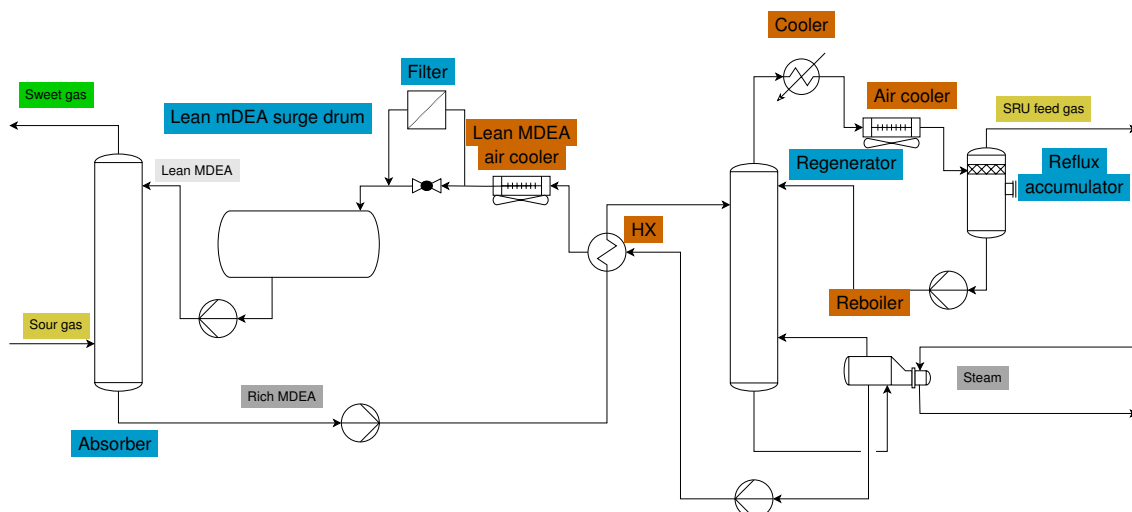 Cooler
Filter
Air cooler
Sweet gas
SRU feed gas
Lean mDEA surge drum
Lean MDEA
air cooler
Lean MDEA
Regenerator
Reflux
accumulator
HX
Reboiler
Sour gas
Steam
Rich MDEA
Absorber